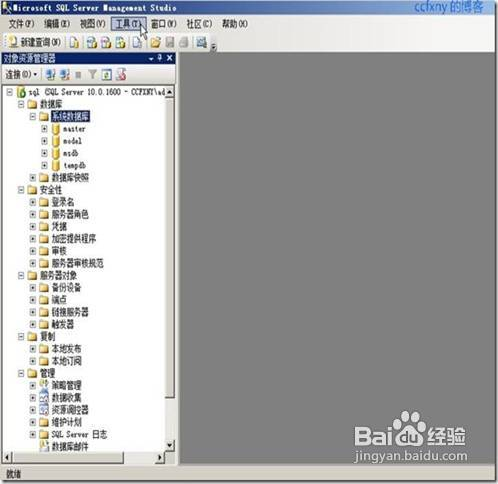 Microsoft SQL Server Management Studio
ccfxny 的博客
文件(F) 编辑(E) 视图(V) 工具(T) 窗口(W) 社区(C) 帮助(H)
新建查询(N)
对象资源管理器
连接(O)
sql (SQL Server 10.0.1600 - CCFXNY\ad
数据库
系统数据库
master
model
msdb
tempdb
数据库快照
安全性
登录名
服务器角色
凭据
加密提供程序
审核
服务器审核规范
服务器对象
备份设备
端点
链接服务器
触发器
复制
本地发布
本地订阅
管理
策略管理
数据收集
资源调控器
维护计划
SQL Server 日志
数据库邮件
就绪
Baidu 经验
jingyan.baidu.com